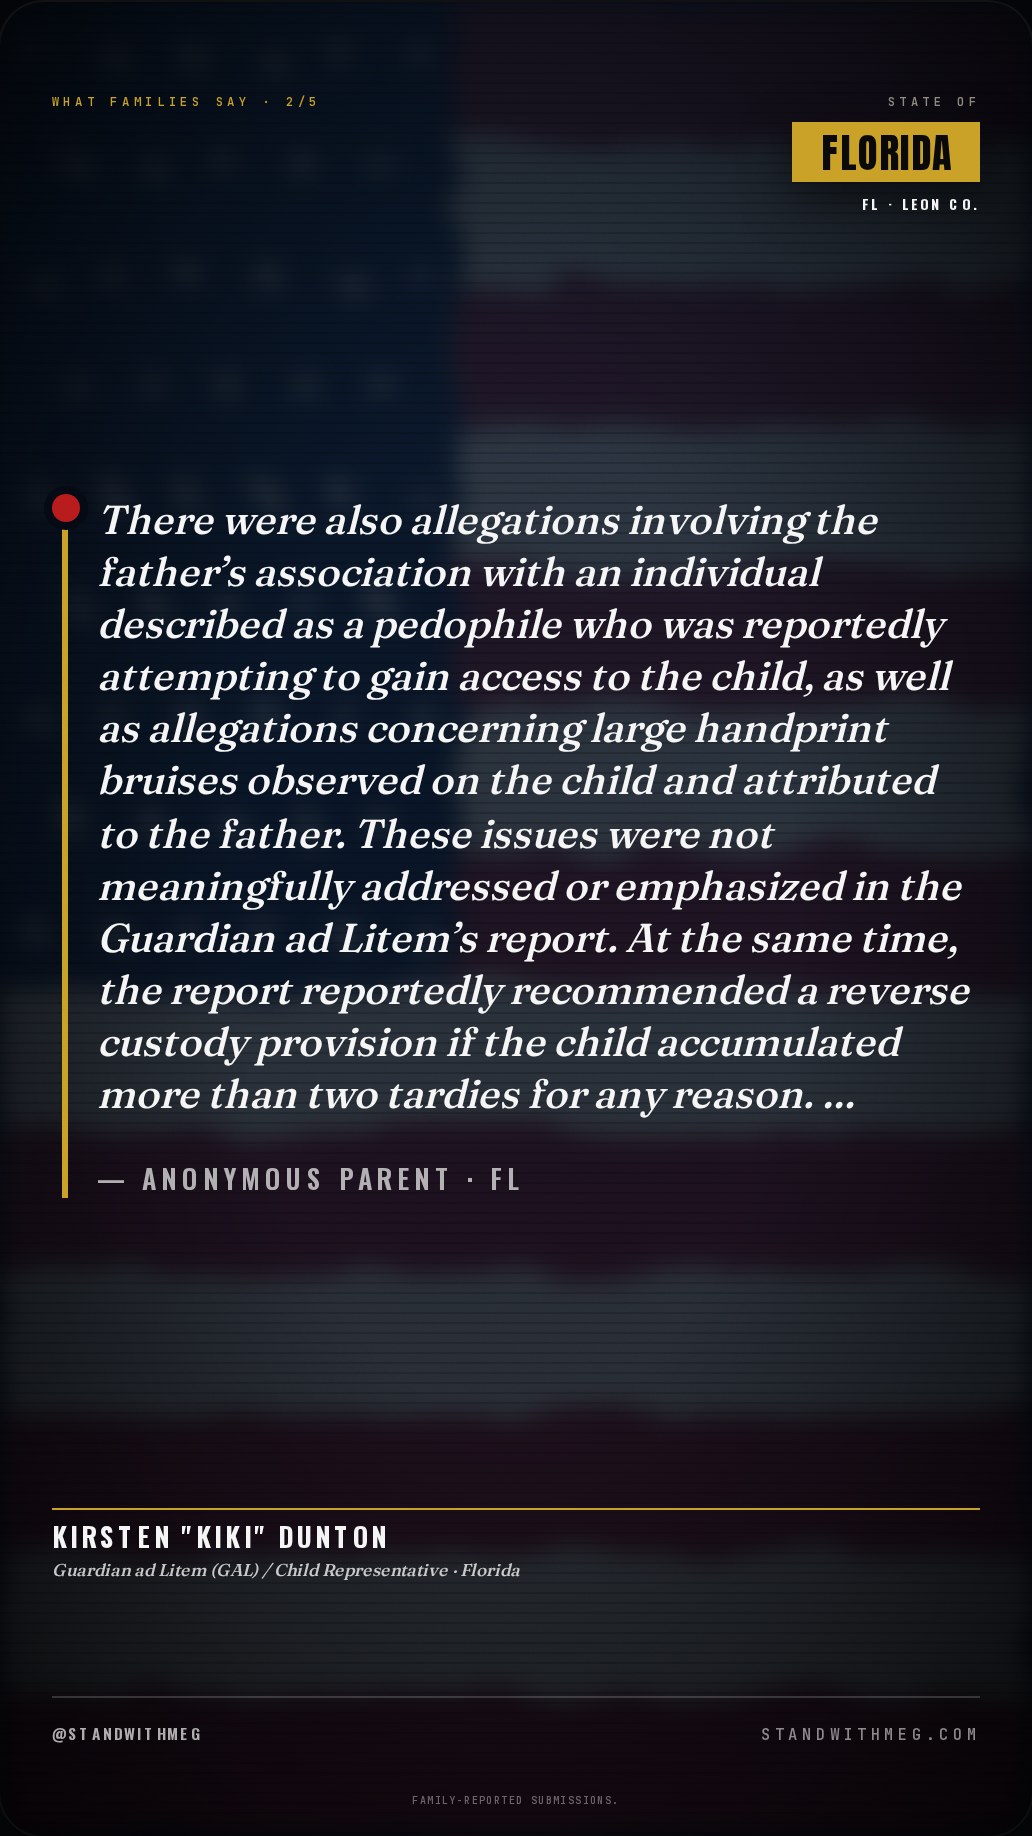 WHAT FAMILIES SAY · 2/5
STATE OF
FLORIDA
FL · LEON CO.
There were also allegations involving the
father’s association with an individual
described as a pedophile who was reportedly
attempting to gain access to the child, as well
as allegations concerning large handprint
bruises observed on the child and attributed
to the father. These issues were not
meaningfully addressed or emphasized in the
Guardian ad Litem’s report. At the same time,
the report reportedly recommended a reverse
custody provision if the child accumulated
more than two tardies for any reason. ...
— ANONYMOUS PARENT · FL
KIRSTEN "KIKI" DUNTON
Guardian ad Litem (GAL) / Child Representative · Florida
@STANDWITHMEG
STANDWITHMEG.COM
FAMILY-REPORTED SUBMISSIONS.